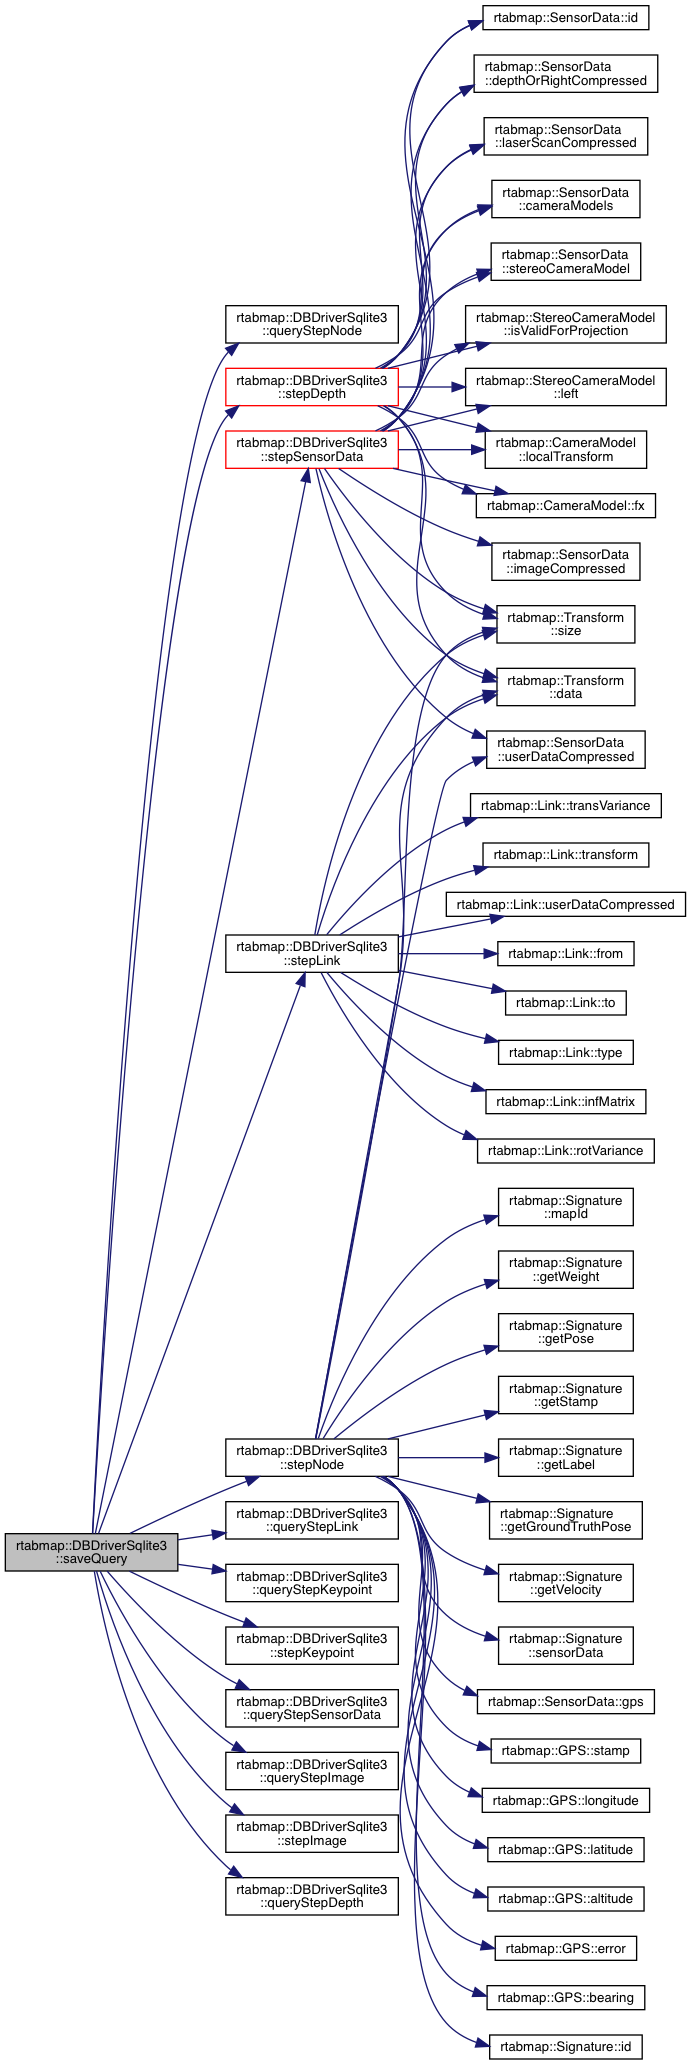 rtabmap::DBDriverSqlite3
::saveQuery
rtabmap::DBDriverSqlite3
::queryStepNode
rtabmap::DBDriverSqlite3
::stepDepth
rtabmap::DBDriverSqlite3
::stepSensorData
rtabmap::DBDriverSqlite3
::stepLink
rtabmap::DBDriverSqlite3
::stepNode
rtabmap::DBDriverSqlite3
::queryStepLink
rtabmap::DBDriverSqlite3
::queryStepKeypoint
rtabmap::DBDriverSqlite3
::stepKeypoint
rtabmap::DBDriverSqlite3
::queryStepSensorData
rtabmap::DBDriverSqlite3
::queryStepImage
rtabmap::DBDriverSqlite3
::stepImage
rtabmap::DBDriverSqlite3
::queryStepDepth
rtabmap::SensorData::id
rtabmap::SensorData
::depthOrRightCompressed
rtabmap::SensorData
::laserScanCompressed
rtabmap::SensorData
::cameraModels
rtabmap::SensorData
::stereoCameraModel
rtabmap::StereoCameraModel
::isValidForProjection
rtabmap::StereoCameraModel
::left
rtabmap::CameraModel
::localTransform
rtabmap::CameraModel::fx
rtabmap::SensorData
::imageCompressed
rtabmap::Transform
::size
rtabmap::Transform
::data
rtabmap::SensorData
::userDataCompressed
rtabmap::Link::transVariance
rtabmap::Link::transform
rtabmap::Link::userDataCompressed
rtabmap::Link::from
rtabmap::Link::to
rtabmap::Link::type
rtabmap::Link::infMatrix
rtabmap::Link::rotVariance
rtabmap::Signature
::mapId
rtabmap::Signature
::getWeight
rtabmap::Signature
::getPose
rtabmap::Signature
::getStamp
rtabmap::Signature
::getLabel
rtabmap::Signature
::getGroundTruthPose
rtabmap::Signature
::getVelocity
rtabmap::Signature
::sensorData
rtabmap::SensorData::gps
rtabmap::GPS::stamp
rtabmap::GPS::longitude
rtabmap::GPS::latitude
rtabmap::GPS::altitude
rtabmap::GPS::error
rtabmap::GPS::bearing
rtabmap::Signature::id